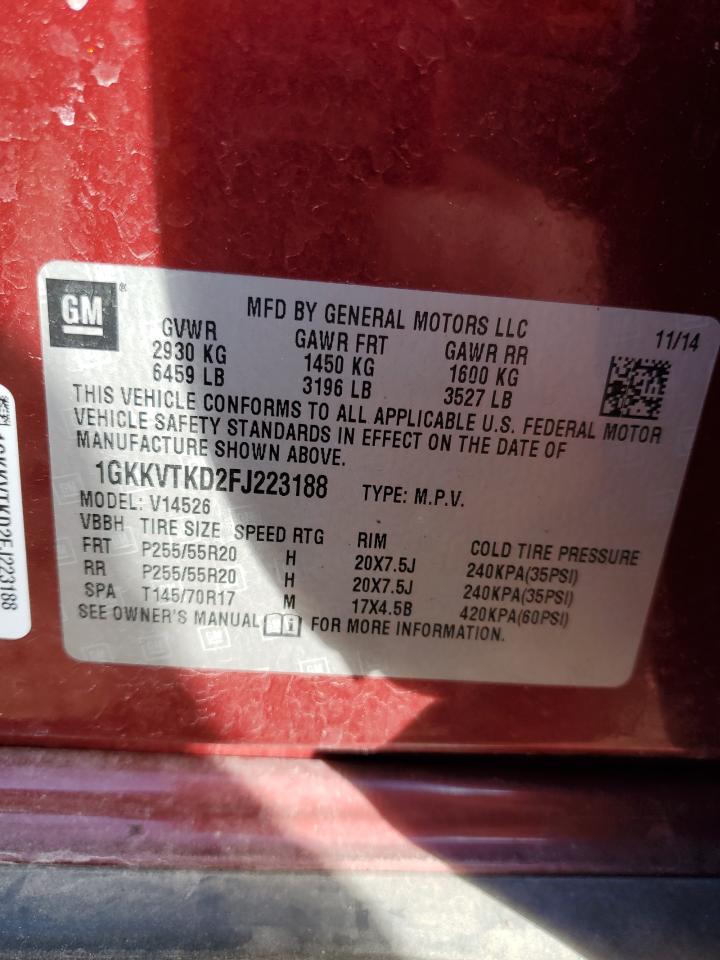 GM ®
MFD BY GENERAL MOTORS LLC
11/14
GVWR GAWR FRT GAWR RR
2930 KG 1450 KG 1600 KG
6459 LB 3196 LB 3527 LB
THIS VEHICLE CONFORMS TO ALL APPLICABLE U.S. FEDERAL MOTOR
VEHICLE SAFETY STANDARDS IN EFFECT ON THE DATE OF
MANUFACTURE SHOWN ABOVE.
1GKKVTKD2FJ223188 TYPE: M.P.V.
MODEL: V14526
VBBH TIRE SIZE SPEED RTG RIM COLD TIRE PRESSURE
FRT P255/55R20 H 20X7.5J 240KPA(35PSI)
RR P255/55R20 H 20X7.5J 240KPA(35PSI)
SPA T145/70R17 M 17X4.5B 420KPA(60PSI)
SEE OWNER'S MANUAL FOR MORE INFORMATION.
1GKKVTKD2FJ223188